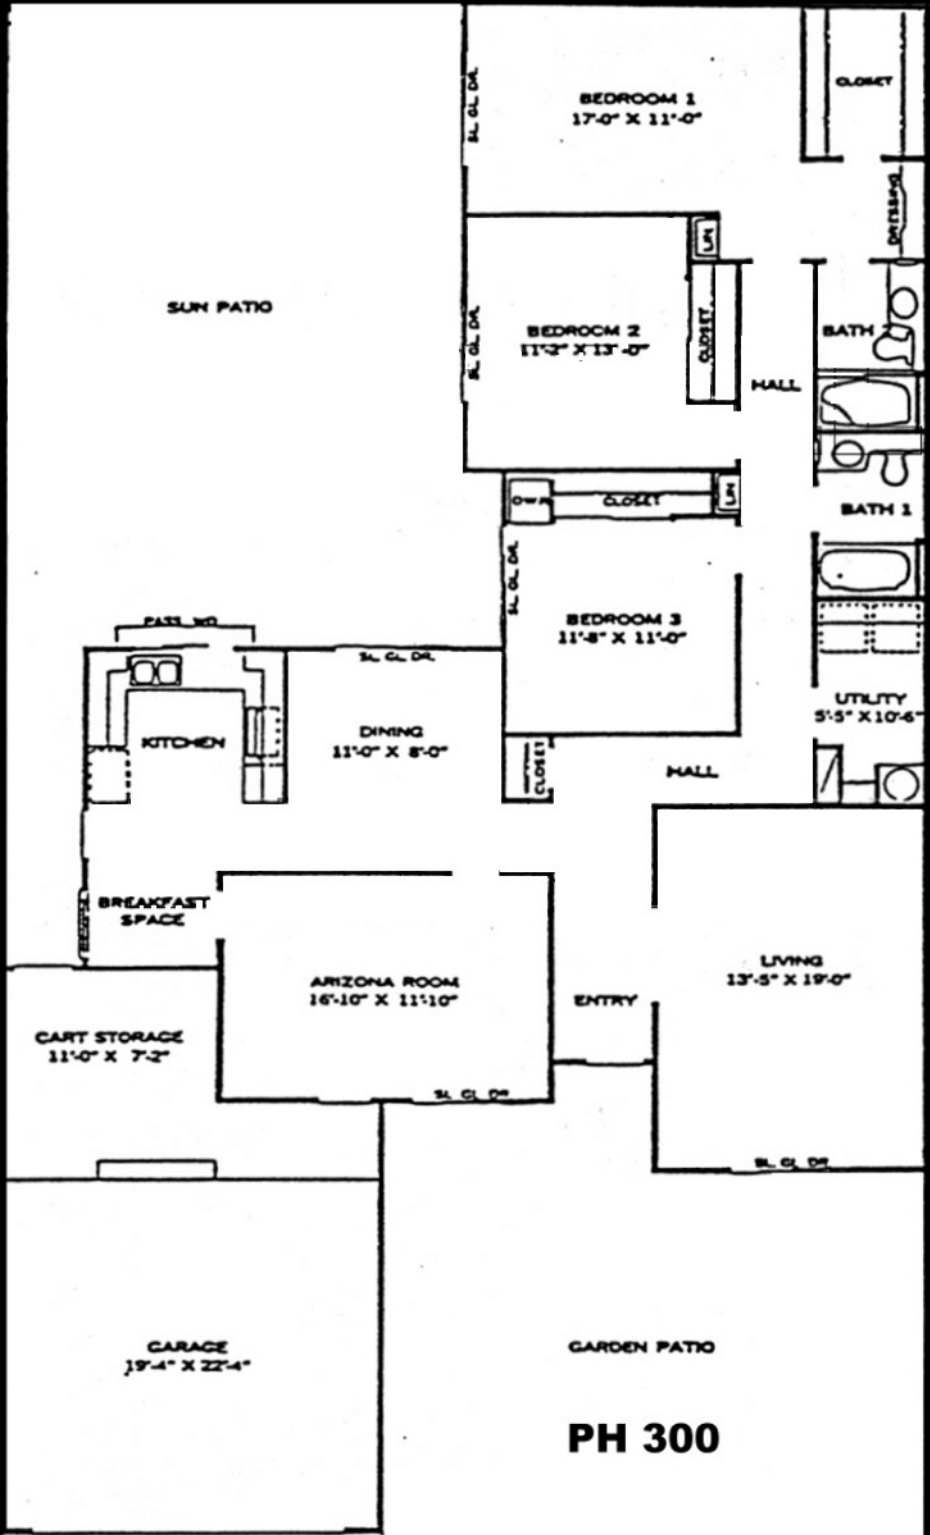 BEDROOM 1
17'-0" X 11'-0"
CLOSET
SL GL DR.
DRESSING
LIN
SUN PATIO
BEDROOM 2
11'-2" X 13'-0"
SL GL DR.
CLOSET
BATH
HALL
CLOSET
LIN
BATH 1
SL GL DR.
BEDROOM 3
11'-8" X 11'-0"
SL GL DR.
KITCHEN
DINING
11'-0" X 8'-0"
CLOSET
HALL
UTILITY
5'-5" X 10'-6"
BREAKFAST
SPACE
ARIZONA ROOM
16'-10" X 11'-10"
ENTRY
LIVING
13'-5" X 19'-0"
CART STORAGE
11'-0" X 7'-2"
SL GL DR
SL GL DR
GARAGE
19'-4" X 22'-4"
GARDEN PATIO
PH 300